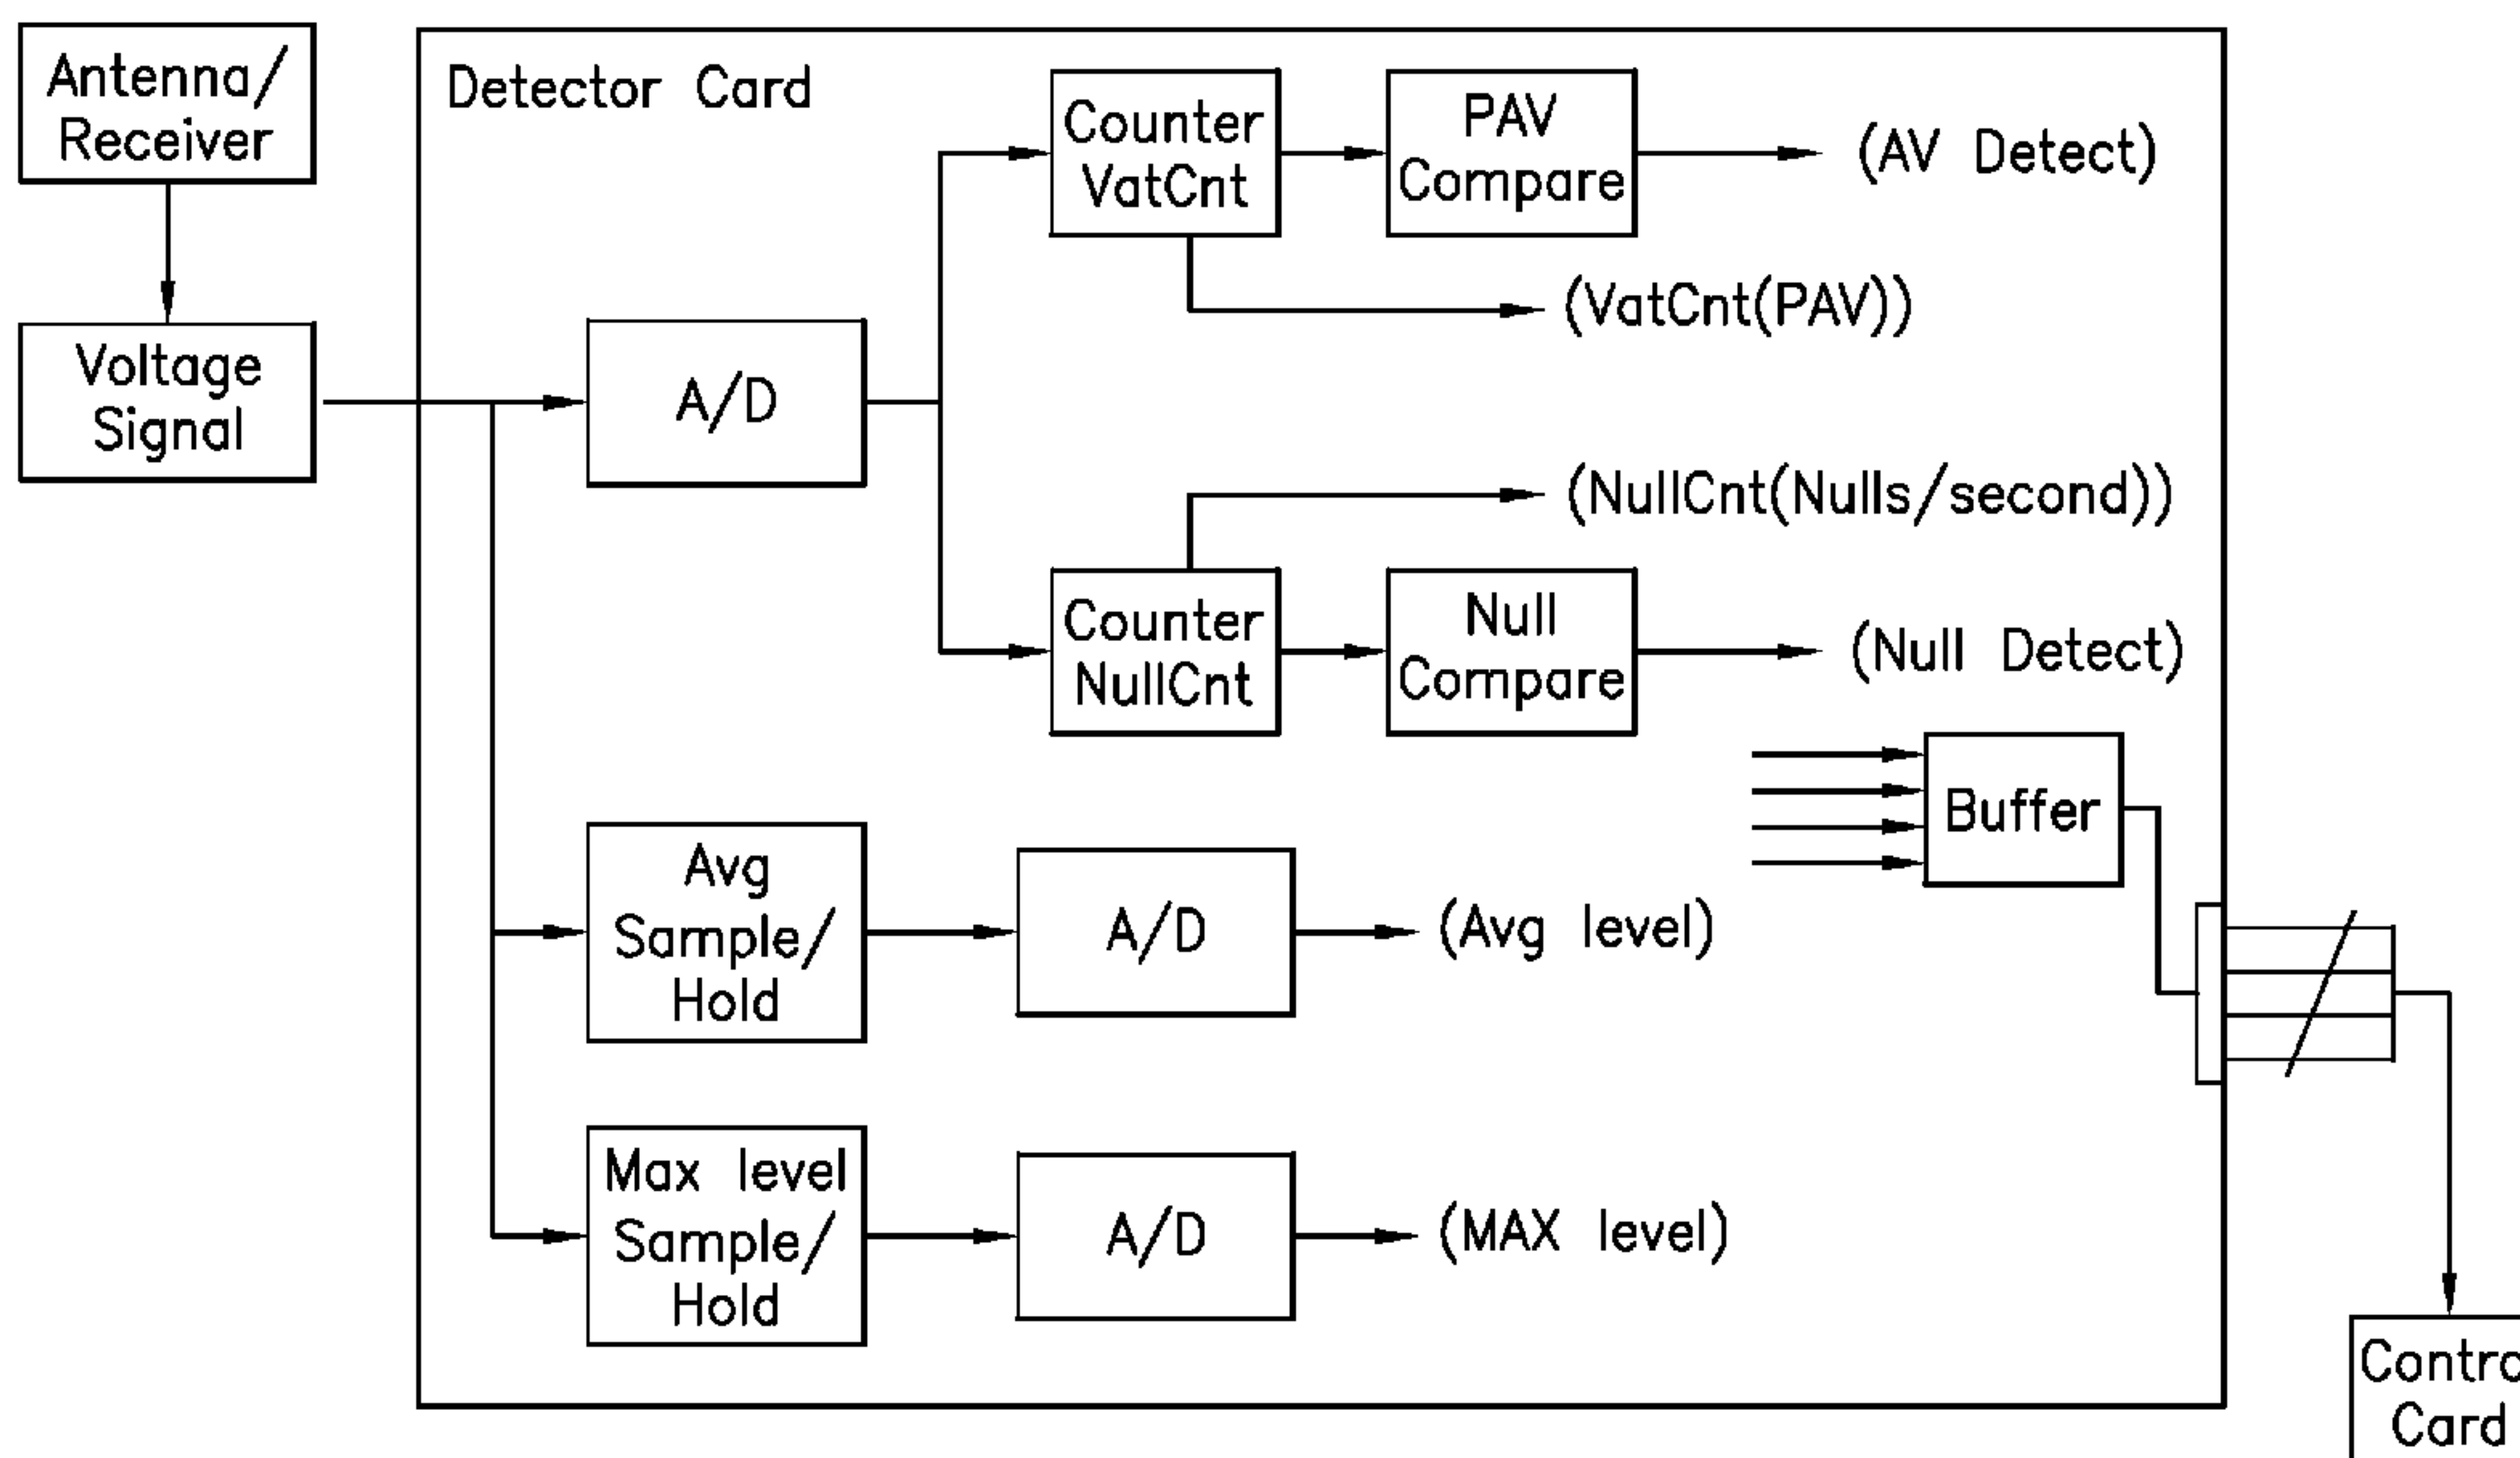 Antenna/
Receiver
Voltage
Signal
Detector Card
A/D
Counter
VatCnt
PAV
Compare
(AV Detect)
(VatCnt(PAV))
(NullCnt(Nulls/second))
Counter
NullCnt
Null
Compare
(Null Detect)
Buffer
Avg
Sample/
Hold
A/D
(Avg level)
Max level
Sample/
Hold
A/D
(MAX level)
Contro
Card